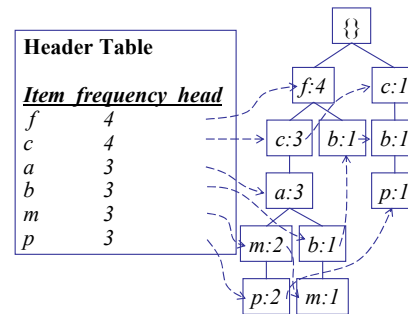 {}
Header Table
Item frequency head
f 4
c 4
a 3
b 3
m 3
p 3
f:4 c:1
c:3 b:1 b:1
a:3 p:1
m:2 b:1
p:2 m:1